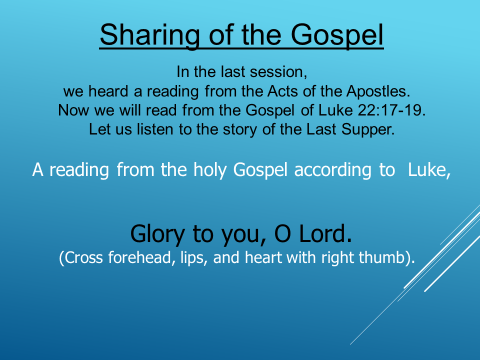 Sharing of the Gospel
In the last session,
we heard a reading from the Acts of the Apostles.
Now we will read from the Gospel of Luke 22:17-19.
Let us listen to the story of the Last Supper.
A reading from the holy Gospel according to Luke,
Glory to you, O Lord.
(Cross forehead, lips, and heart with right thumb).